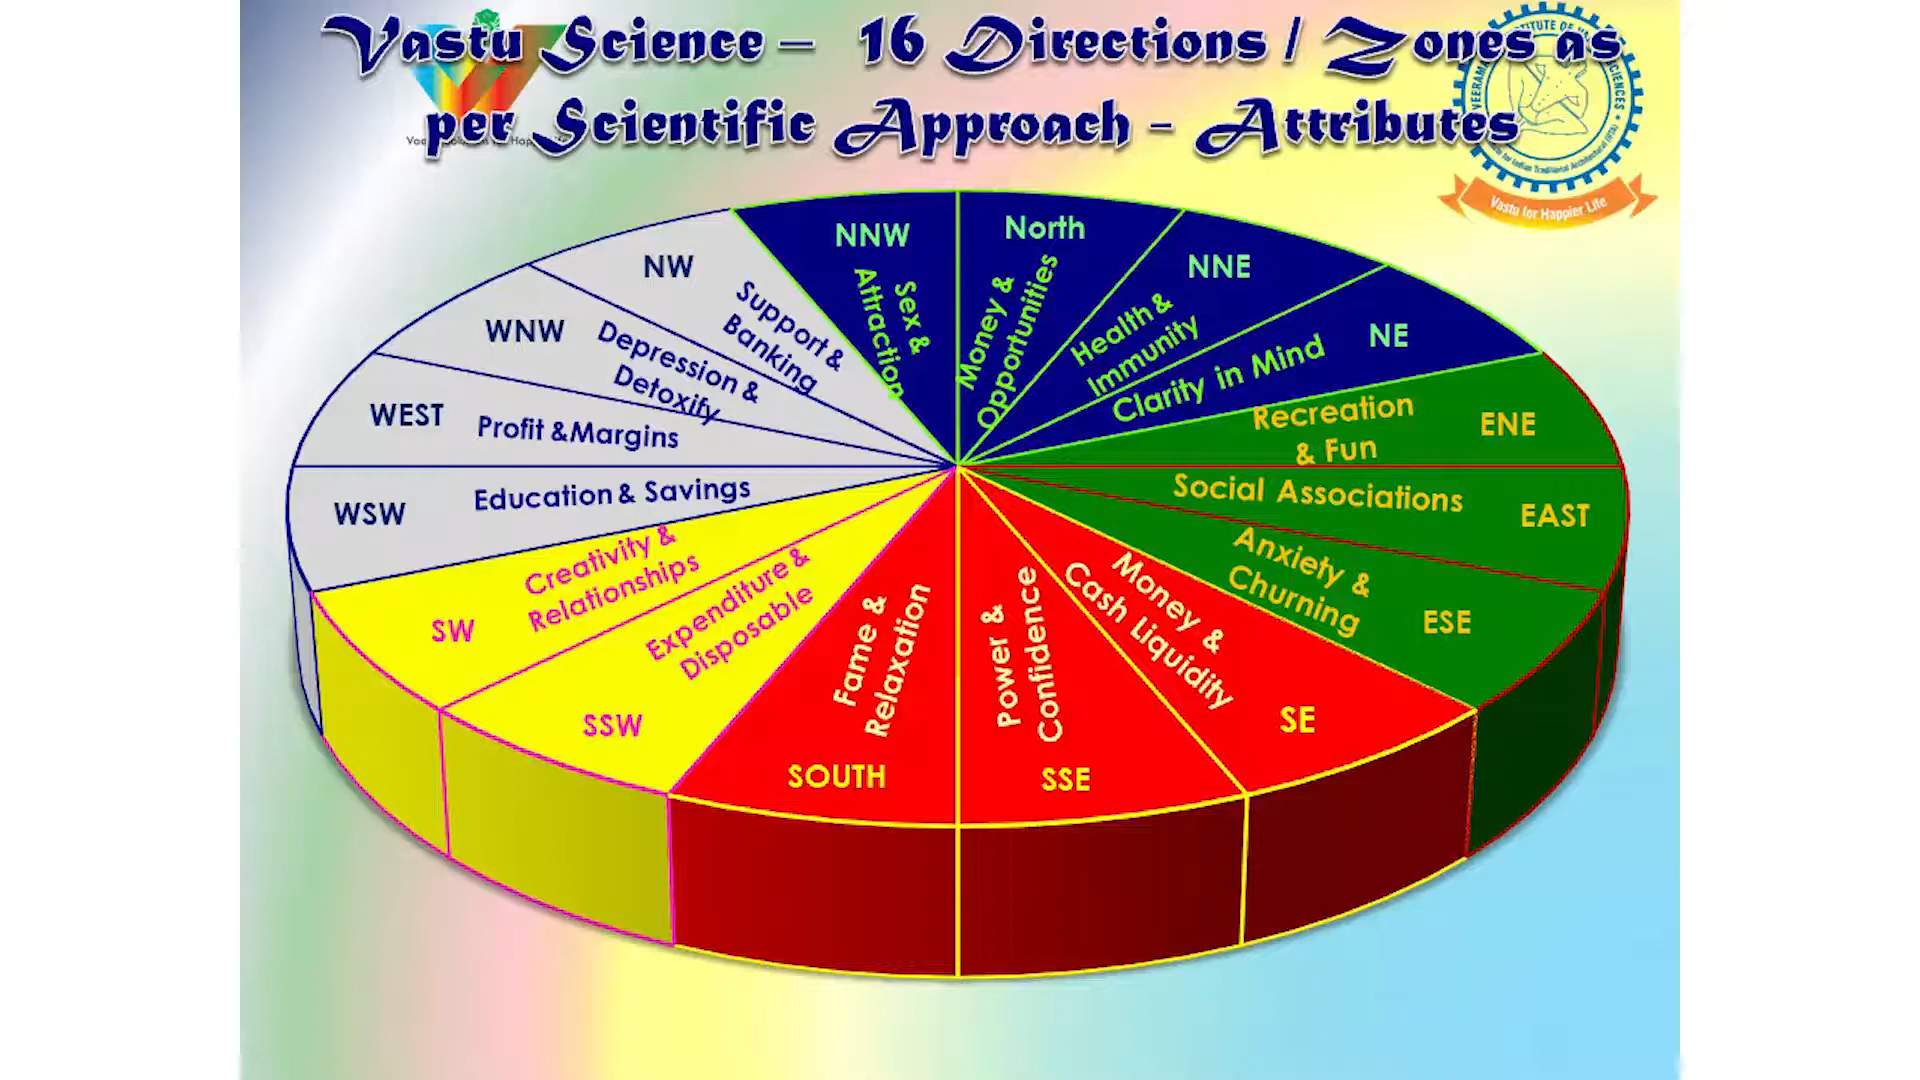 Vastu Science – 16 Directions / Zones as
per Scientific Approach - Attributes
Vastu for Happier Life
NNW
Sex &
Attraction
North
Money &
Opportunities
NNE
Health &
Immunity
NE
Clarity in Mind
ENE
Recreation
& Fun
EAST
Social Associations
ESE
Anxiety &
Churning
SE
Money &
Cash Liquidity
SSE
Power &
Confidence
SOUTH
Fame &
Relaxation
SSW
Expenditure &
Disposable
SW
Creativity &
Relationships
WSW
Education & Savings
WEST
Profit &Margins
WNW
Depression &
Detoxify
NW
Support &
Banking